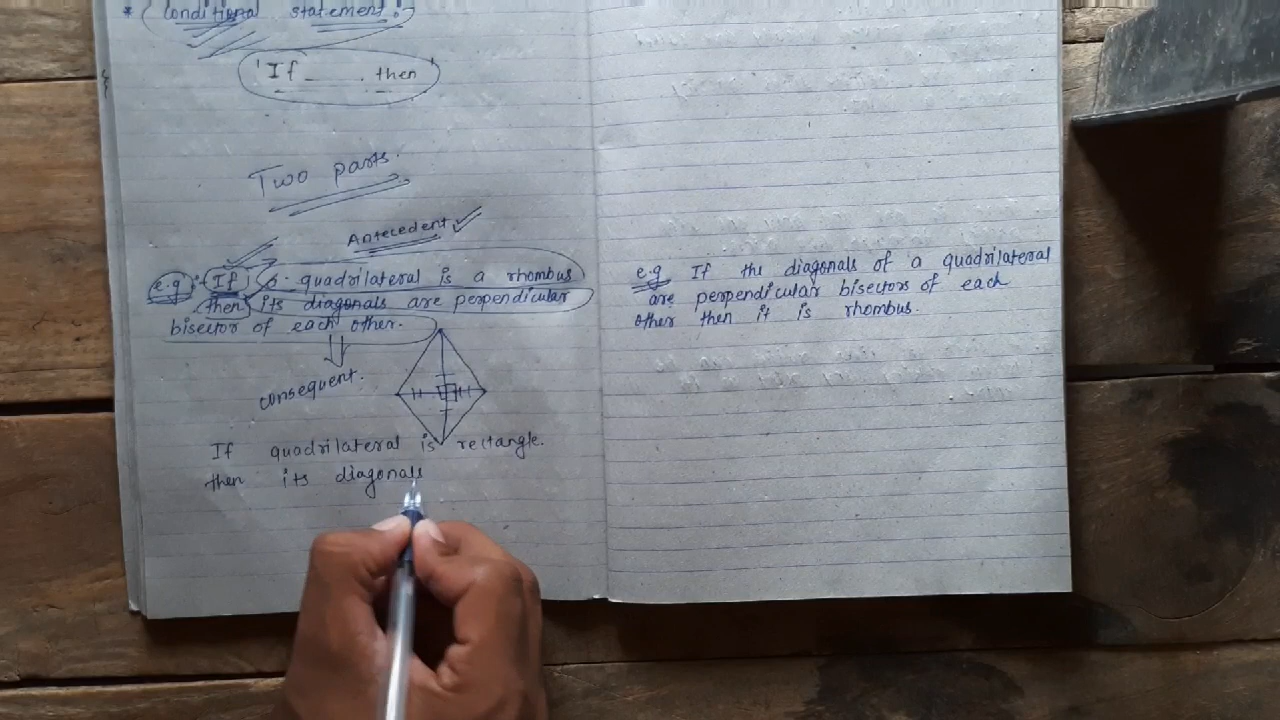 * Conditional statement :
'If ____ then'
Two parts.
Antecedent ✓
e.g : If a quadrilateral is a rhombus
then its diagonals are perpendicular
bisector of each other.
consequent.
If quadrilateral is rectangle.
then its diagonals
e.g If the diagonals of a quadrilateral
are perpendicular bisectors of each
other then it is rhombus.